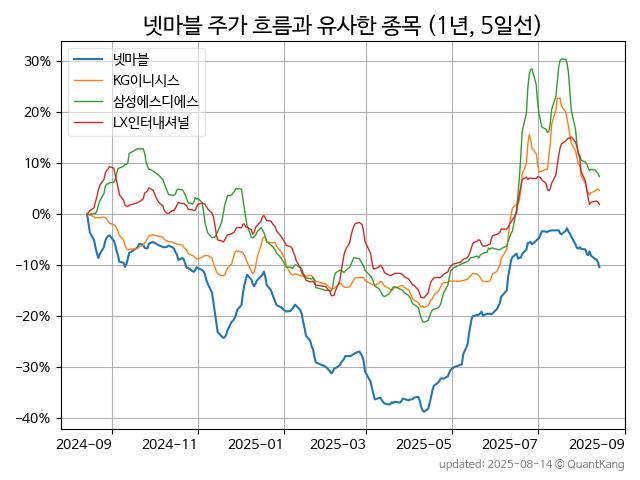 넷마블 주가 흐름과 유사한 종목 (1년, 5일선)
넷마블
KG이니시스
삼성에스디에스
LX인터내셔널
30%
20%
10%
0%
−10%
−20%
−30%
−40%
2024-09
2024-11
2025-01
2025-03
2025-05
2025-07
2025-09
updated: 2025-08-14 © QuantKang